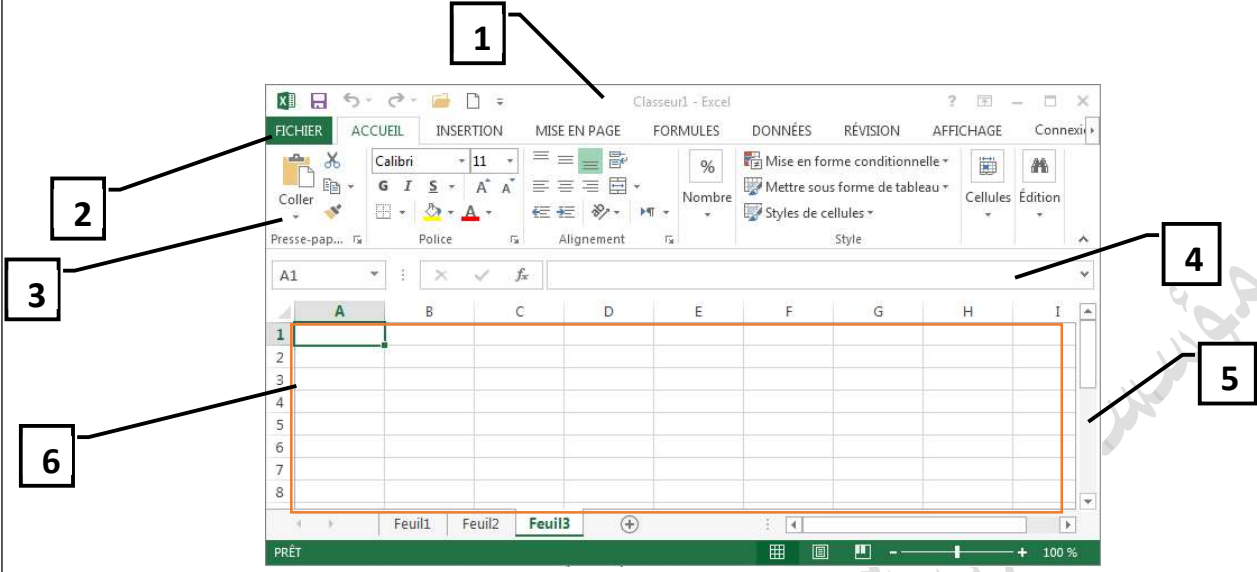 1
Classeur1 - Excel
FICHIER ACCUEIL INSERTION MISE EN PAGE FORMULES DONNÉES RÉVISION AFFICHAGE Connexi
2
Calibri 11 % Mise en forme conditionnelle
Coller G I S A A Nombre Mettre sous forme de tableau Cellules Édition
A Styles de cellules
Presse-pap... Police Alignement Style
3
4
A1 fx
A B C D E F G H I
1
2
3
4
5
6
7
8
5
6
Feuil1 Feuil2 Feuil3
PRÊT 100 %